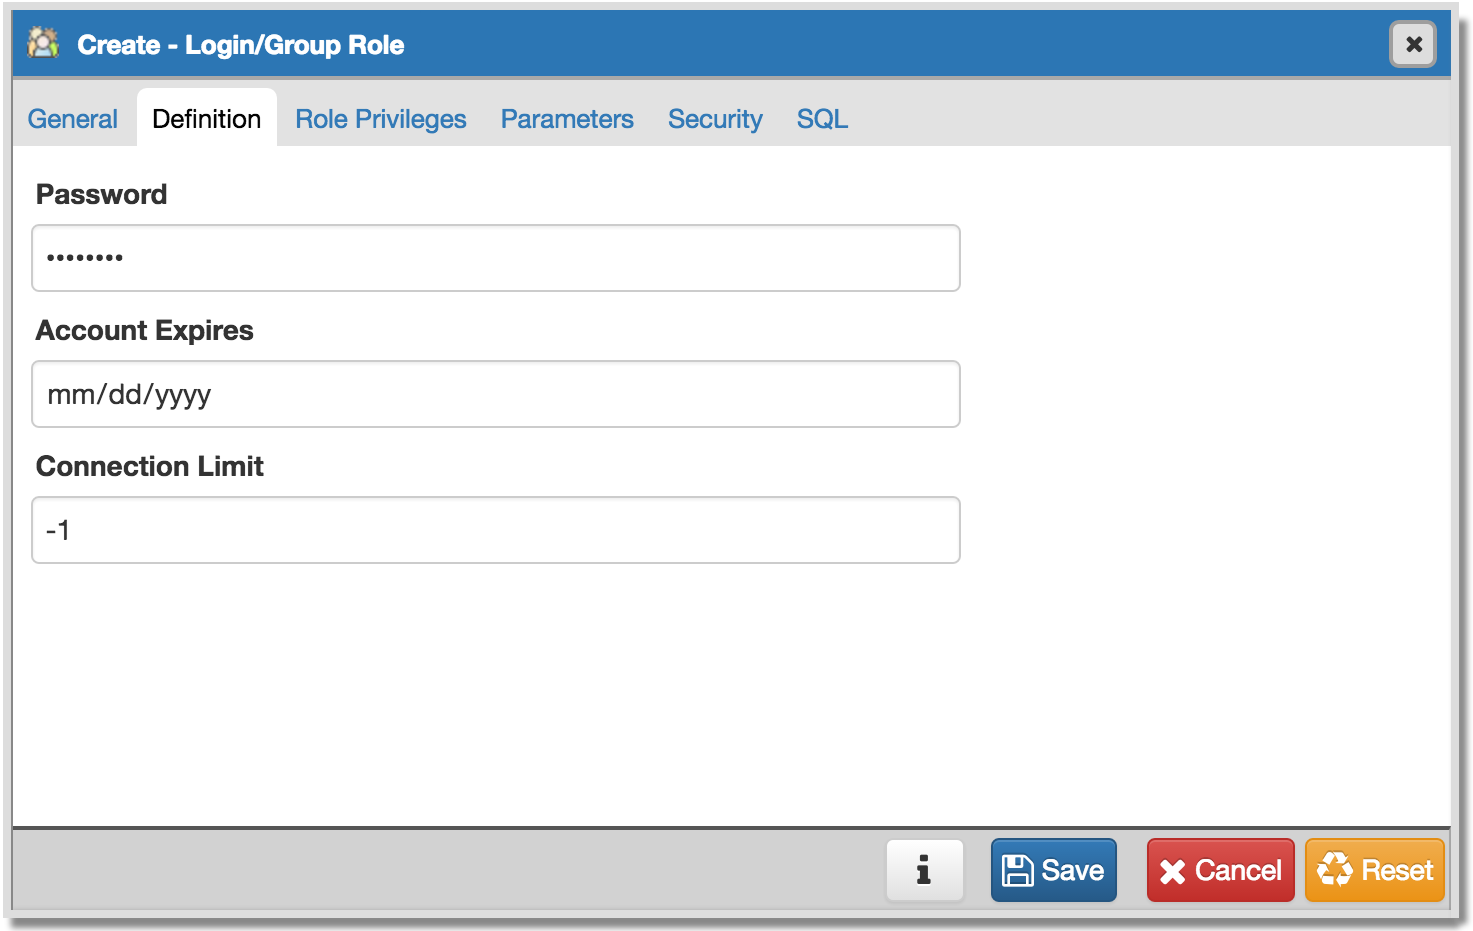 Create - Login/Group Role
General Definition Role Privileges Parameters Security SQL
Password
••••••••
Account Expires
mm/dd/yyyy
Connection Limit
-1
i Save Cancel Reset